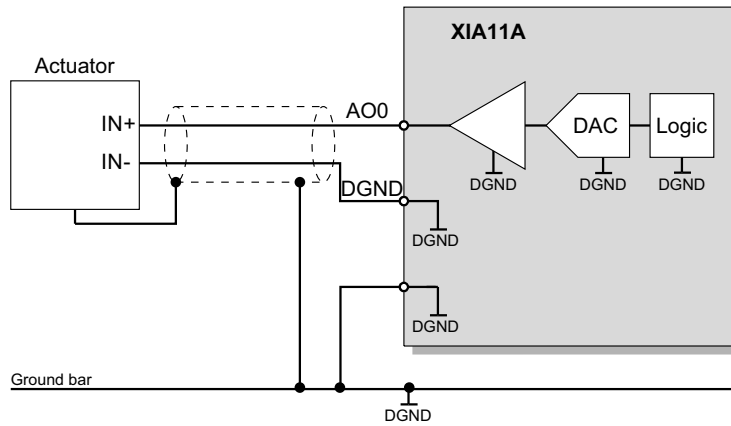 XIA11A
Actuator
IN+
AO0
DAC
Logic
IN-
DGND
DGND
DGND
DGND
DGND
DGND
Ground bar
DGND